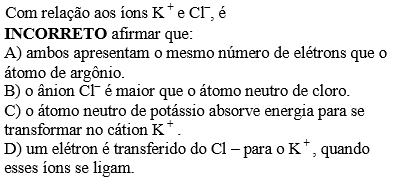 Com relação aos íons K⁺ e Cl⁻, é
INCORRETO afirmar que:
A) ambos apresentam o mesmo número de elétrons que o
átomo de argônio.
B) o ânion Cl⁻ é maior que o átomo neutro de cloro.
C) o átomo neutro de potássio absorve energia para se
transformar no cátion K⁺ .
D) um elétron é transferido do Cl – para o K⁺ , quando
esses íons se ligam.